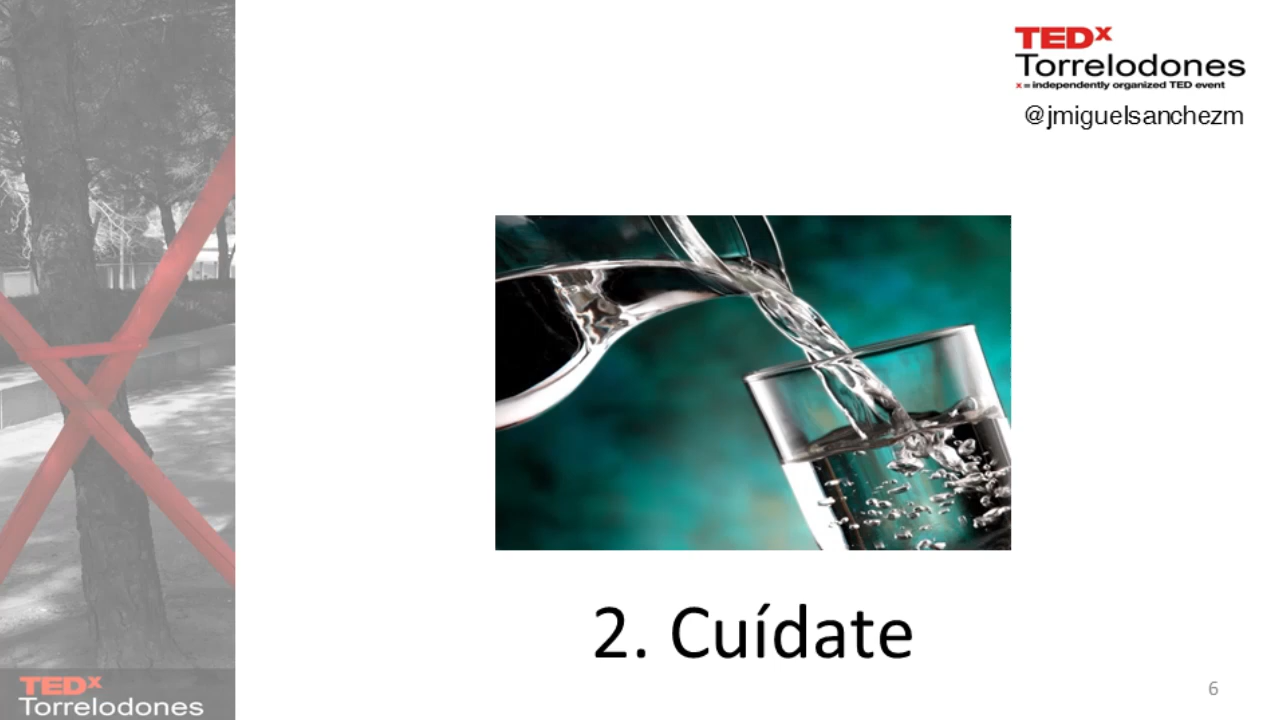 TEDx
Torrelodones
x = independently organized TED event
@jmiguelsanchezm
2. Cuídate
6
TEDx
Torrelodones